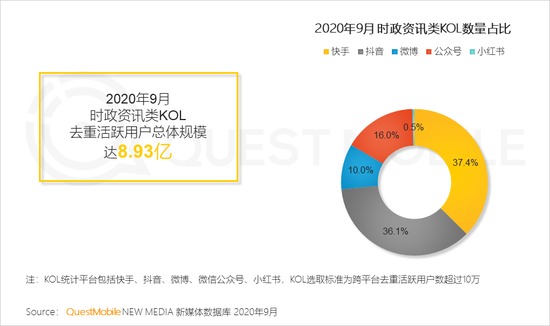 2020年9月 时政资讯类KOL数量占比
快手 抖音 微博 公众号 小红书
2020年9月
时政资讯类KOL
去重活跃用户总体规模
达8.93亿
QUEST MOBILE
0.5%
16.0%
37.4%
10.0%
36.1%
注：KOL统计平台包括快手、抖音、微博、微信公众号、小红书，KOL选取标准为跨平台去重活跃用户数超过10万
Source： QuestMobile NEW MEDIA 新媒体数据库 2020年9月